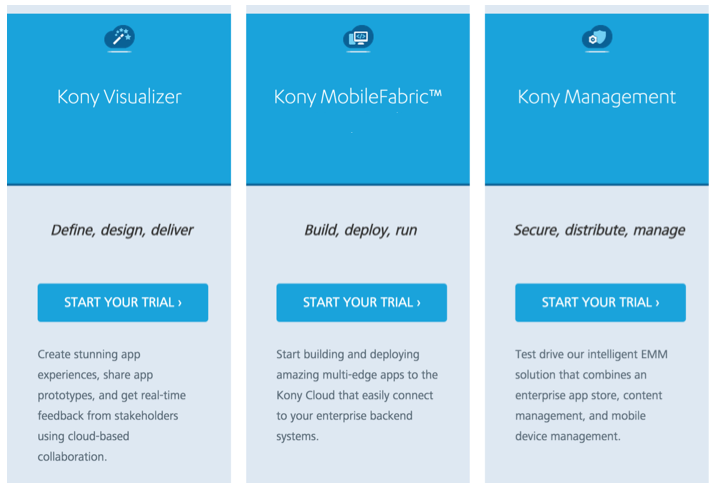 Kony Visualizer
Define, design, deliver
START YOUR TRIAL ›
Create stunning app
experiences, share app
prototypes, and get real-time
feedback from stakeholders
using cloud-based
collaboration.
Kony MobileFabric™
Build, deploy, run
START YOUR TRIAL ›
Start building and deploying
amazing multi-edge apps to the
Kony Cloud that easily connect
to your enterprise backend
systems.
Kony Management
Secure, distribute, manage
START YOUR TRIAL ›
Test drive our intelligent EMM
solution that combines an
enterprise app store, content
management, and mobile
device management.